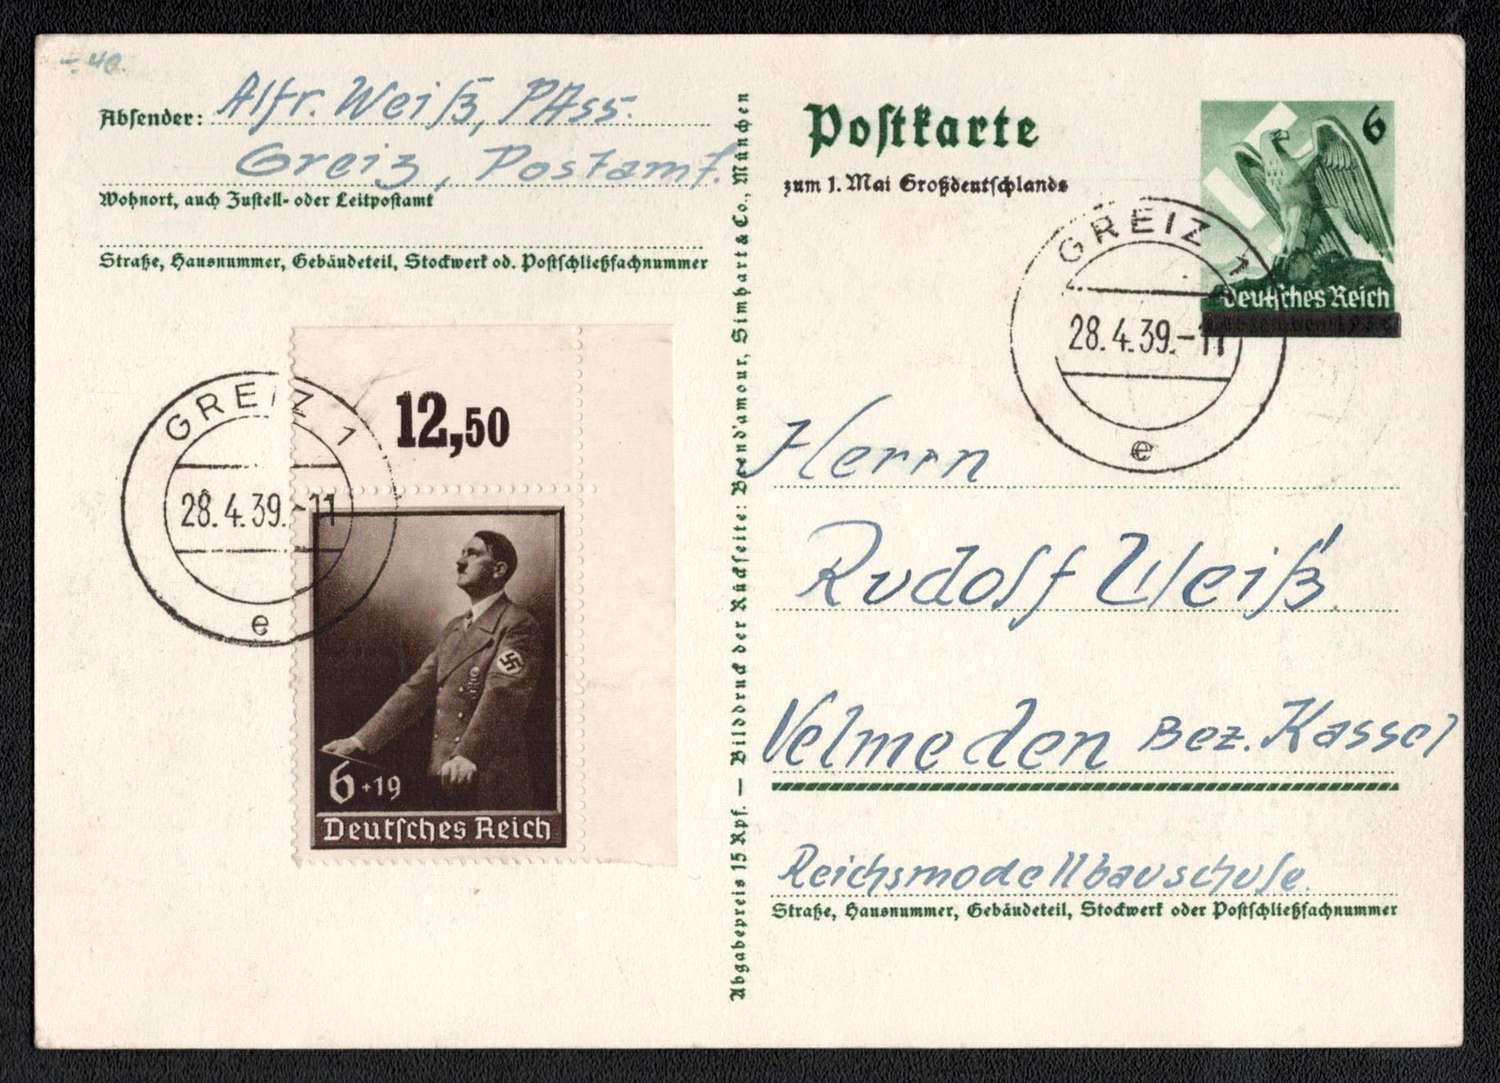 -.40
Absender: Alfr. Weiß, PAss.
Greiz, Postamt.
Wohnort, auch Zustell- oder Leitpostamt
Straße, Hausnummer, Gebäudeteil, Stockwerk od. Postschließfachnummer
GREIZ 1
28.4.39.-11
e
12,50
6+19
Deutsches Reich
Abgabepreis 15 Rpf. — Bilddruck der Rückseite: Brend'amour, Simhart & Co., München
Postkarte
zum 1. Mai Großdeutschlands
6
Deutsches Reich
GREIZ 1
28.4.39.-11
e
Herrn
Rudolf Weiß
Velmeden Bez. Kassel
Reichsmodellbauschule.
Straße, Hausnummer, Gebäudeteil, Stockwerk oder Postschließfachnummer